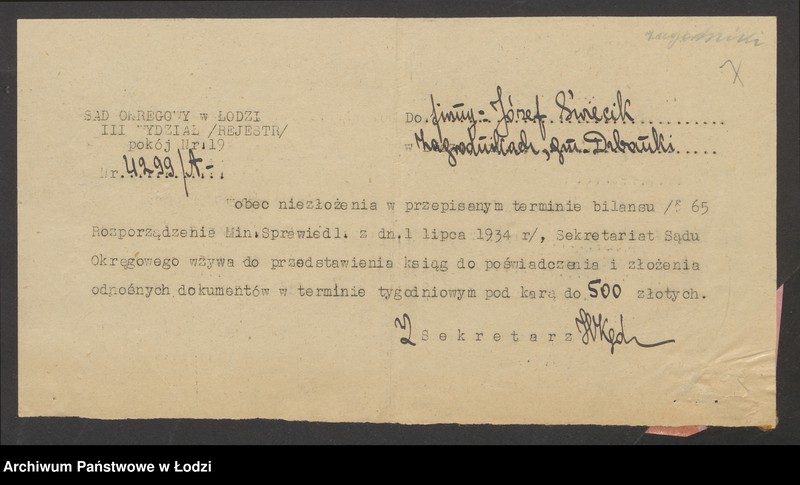 SĄD OKRĘGOWY w ŁODZI
III WYDZIAŁ /REJESTR/
pokój Nr.19
Nr. 4299/A.-
Do firmy - Józef Świecik
w Zagrodnikach, gm. Dzbańki
Wobec niezłożenia w przepisanym terminie bilansu /§ 65
Rozporządzenie Min.Sprawiedl. z dn.1 lipca 1934 r/, Sekretariat Sądu
Okręgowego wżywa do przedstawienia ksiąg do poświadczenia i złożenia
odnośnych dokumentów w terminie tygodniowym pod karą do 500 złotych.
Sekretarz
Archiwum Państwowe w Łodzi